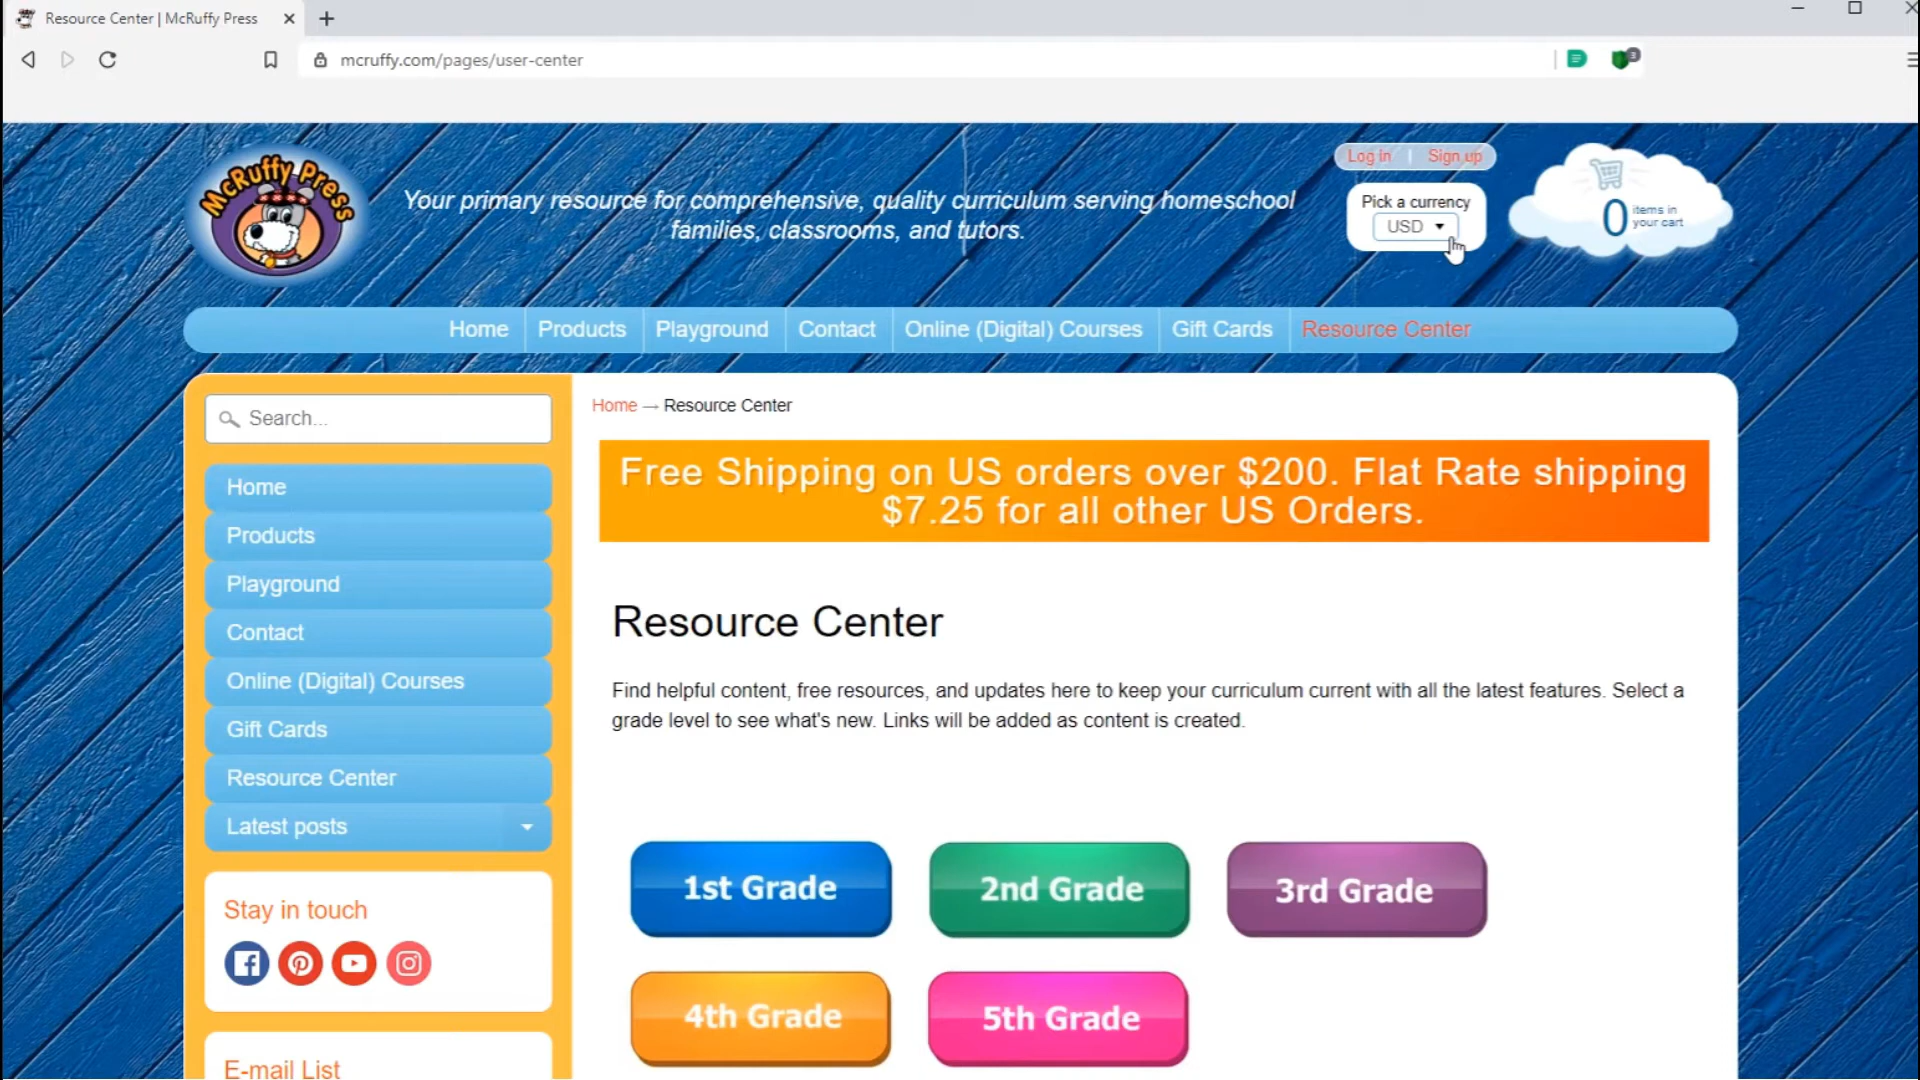 Resource Center | McRuffy Press
mcruffy.com/pages/user-center
3
McRuffy Press
Your primary resource for comprehensive, quality curriculum serving homeschool
families, classrooms, and tutors.
Log in | Sign up
Pick a currency
USD
0 items in
your cart
Home
Products
Playground
Contact
Online (Digital) Courses
Gift Cards
Resource Center
Search...
Home
Products
Playground
Contact
Online (Digital) Courses
Gift Cards
Resource Center
Latest posts
Stay in touch
E-mail List
Home → Resource Center
Free Shipping on US orders over $200. Flat Rate shipping
$7.25 for all other US Orders.
Resource Center
Find helpful content, free resources, and updates here to keep your curriculum current with all the latest features. Select a
grade level to see what's new. Links will be added as content is created.
1st Grade
2nd Grade
3rd Grade
4th Grade
5th Grade